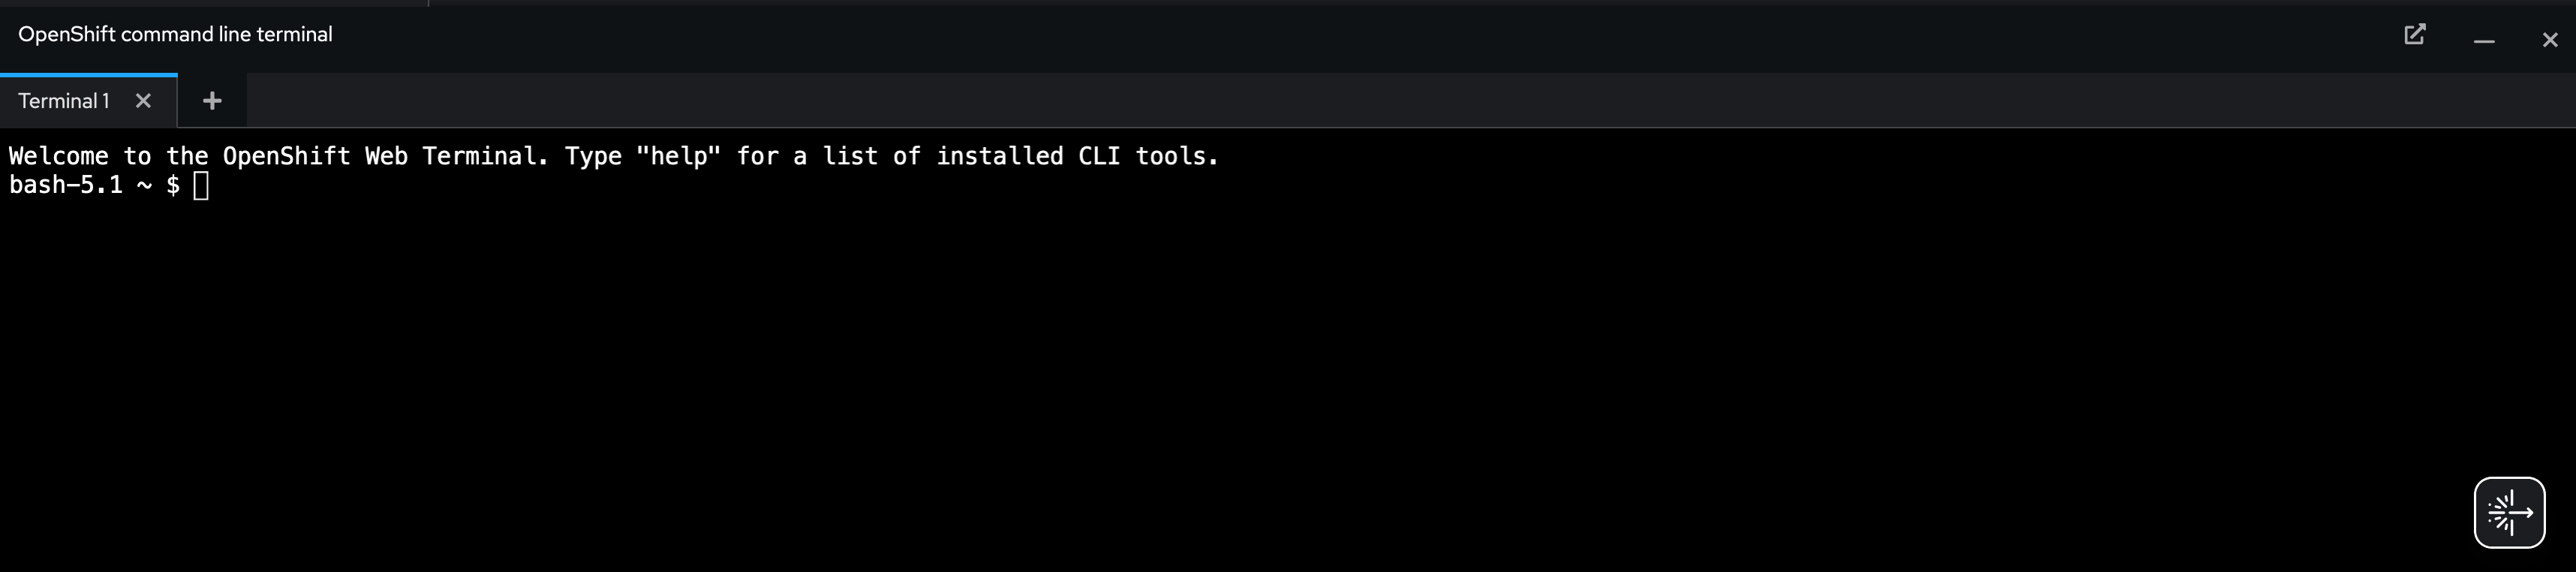 OpenShift command line terminal
Terminal 1
Welcome to the OpenShift Web Terminal. Type "help" for a list of installed CLI tools.
bash-5.1 ~ $